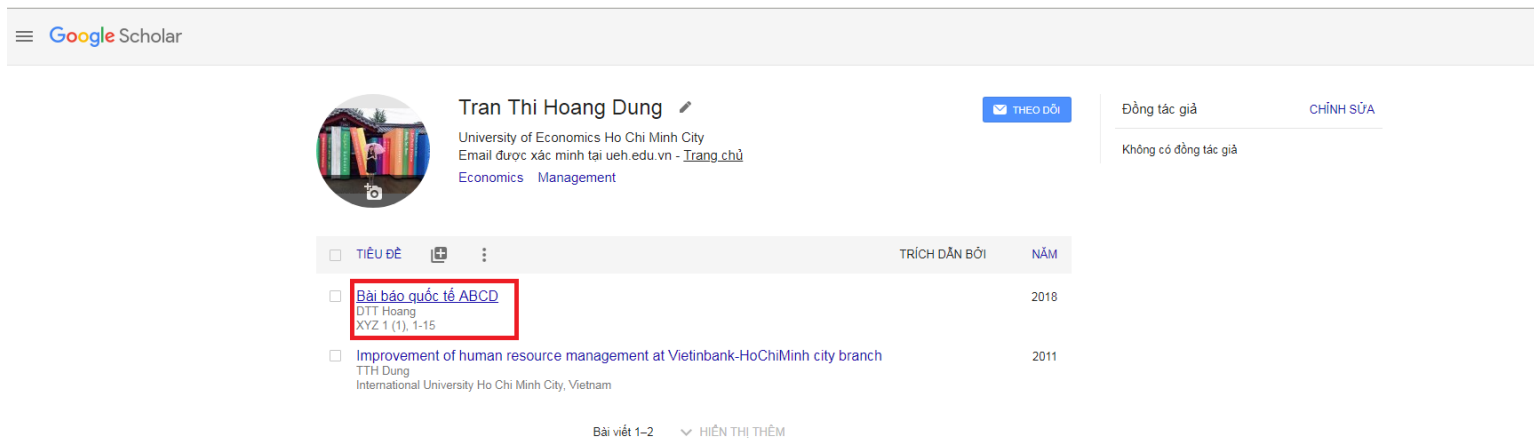 Google Scholar
Tran Thi Hoang Dung
THEO DÕI
University of Economics Ho Chi Minh City
Email được xác minh tại ueh.edu.vn - Trang chủ
Economics Management
Đồng tác giả CHỈNH SỬA
Không có đồng tác giả
TIÊU ĐỀ TRÍCH DẪN BỞI NĂM
Bài báo quốc tế ABCD 2018
DTT Hoang
XYZ 1 (1), 1-15
Improvement of human resource management at Vietinbank-HoChiMinh city branch 2011
TTH Dung
International University Ho Chi Minh City, Vietnam
Bài viết 1–2 HIỂN THỊ THÊM